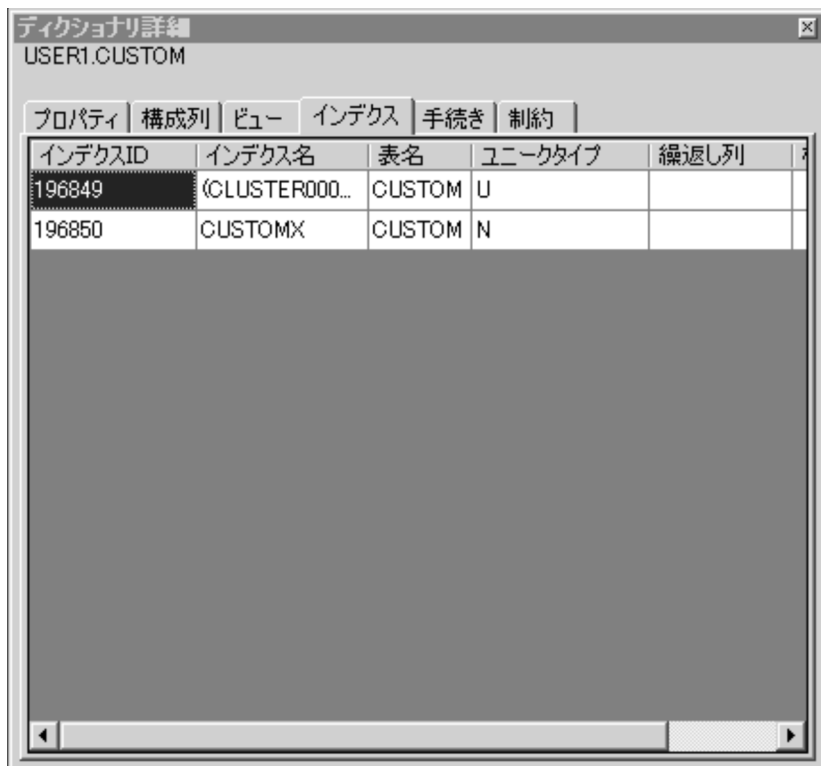 ディクショナリ詳細
USER1.CUSTOM
プロパティ 構成列 ビュー インデクス 手続き 制約
インデクスID インデクス名 表名 ユニークタイプ 繰返し列
196849 (CLUSTER000... CUSTOM U
196850 CUSTOMX CUSTOM N